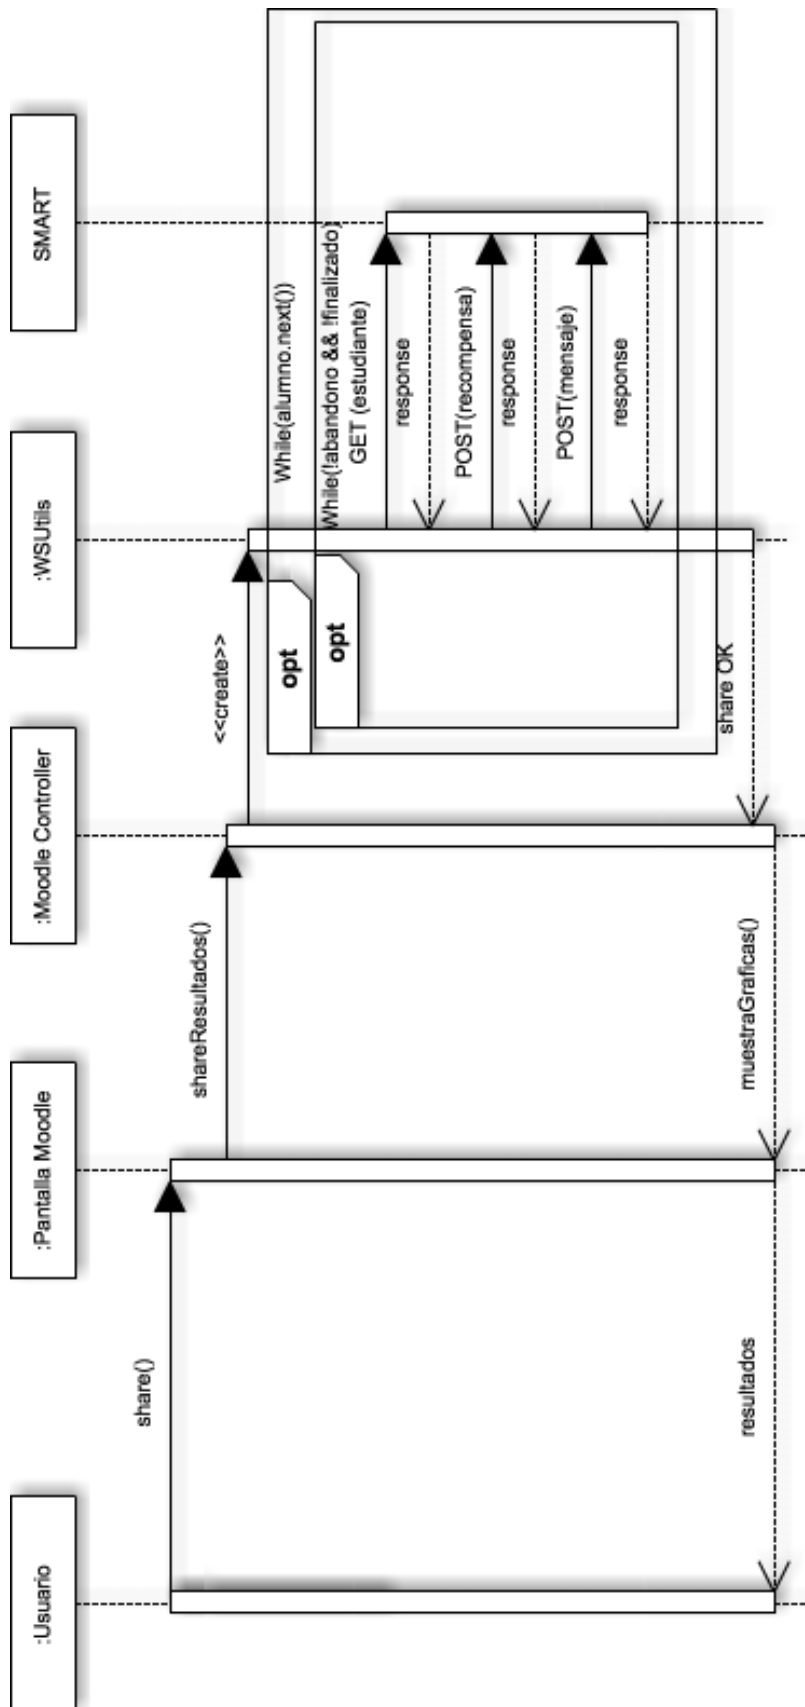 :Usuario
:Pantalla Moodle
:Moodle Controller
:WSUtils
SMART
share()
shareResultados()
<<create>>
opt
While(alumno.next())
opt
While(!abandono && !finalizado)
GET (estudiante)
response
POST(recompensa)
response
POST(mensaje)
response
share OK
muestraGraficas()
resultados